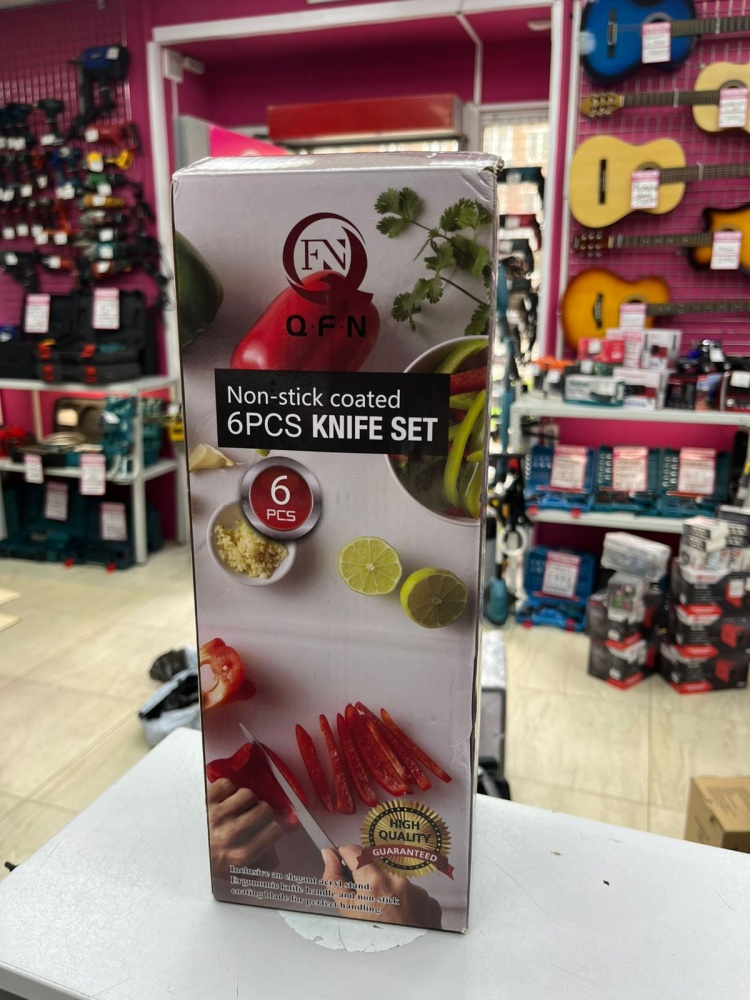 FN
Q·F·N
Non-stick coated
6PCS KNIFE SET
6
PCS
HIGH
QUALITY
GUARANTEED
Inclusive an elegant acryl stand.
Ergonomic knife handle and non-stick
coating blade for perfect handling.